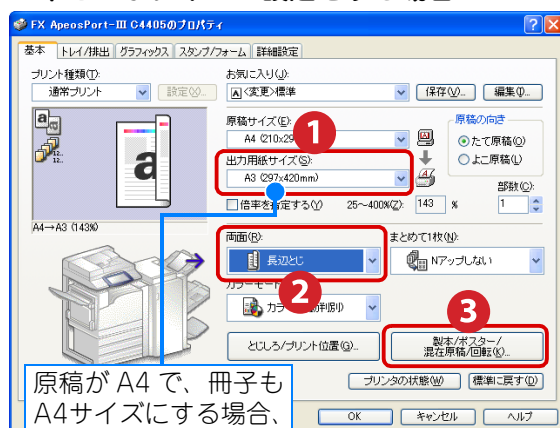 FX ApeosPort-III C4405のプロパティ
基本 トレイ/排出 グラフィックス スタンプ/フォーム 詳細設定
プリント種類(T):
通常プリント
設定(X)...
お気に入り(J):
<変更>標準
保存(V)...
編集(I)...
原稿サイズ(E):
A4 (210x29
1
原稿の向き
たて原稿(O)
よこ原稿(L)
出力用紙サイズ(S):
A3 (297x420mm)
倍率を指定する(Y)
25～400%(Z):
143
%
部数(C):
1
A4→A3 (143%)
両面(R):
長辺とじ
2
まとめて1枚(N):
Nアップしない
カラーモー
カラー
動判別)
3
とじしろ/プリント位置(G)...
製本/ポスター/
混在原稿/回転(K)...
プリンタの状態(W)
標準に戻す(D)
原稿が A4 で、冊子も
A4サイズにする場合、
OK
キャンセル
ヘルプ